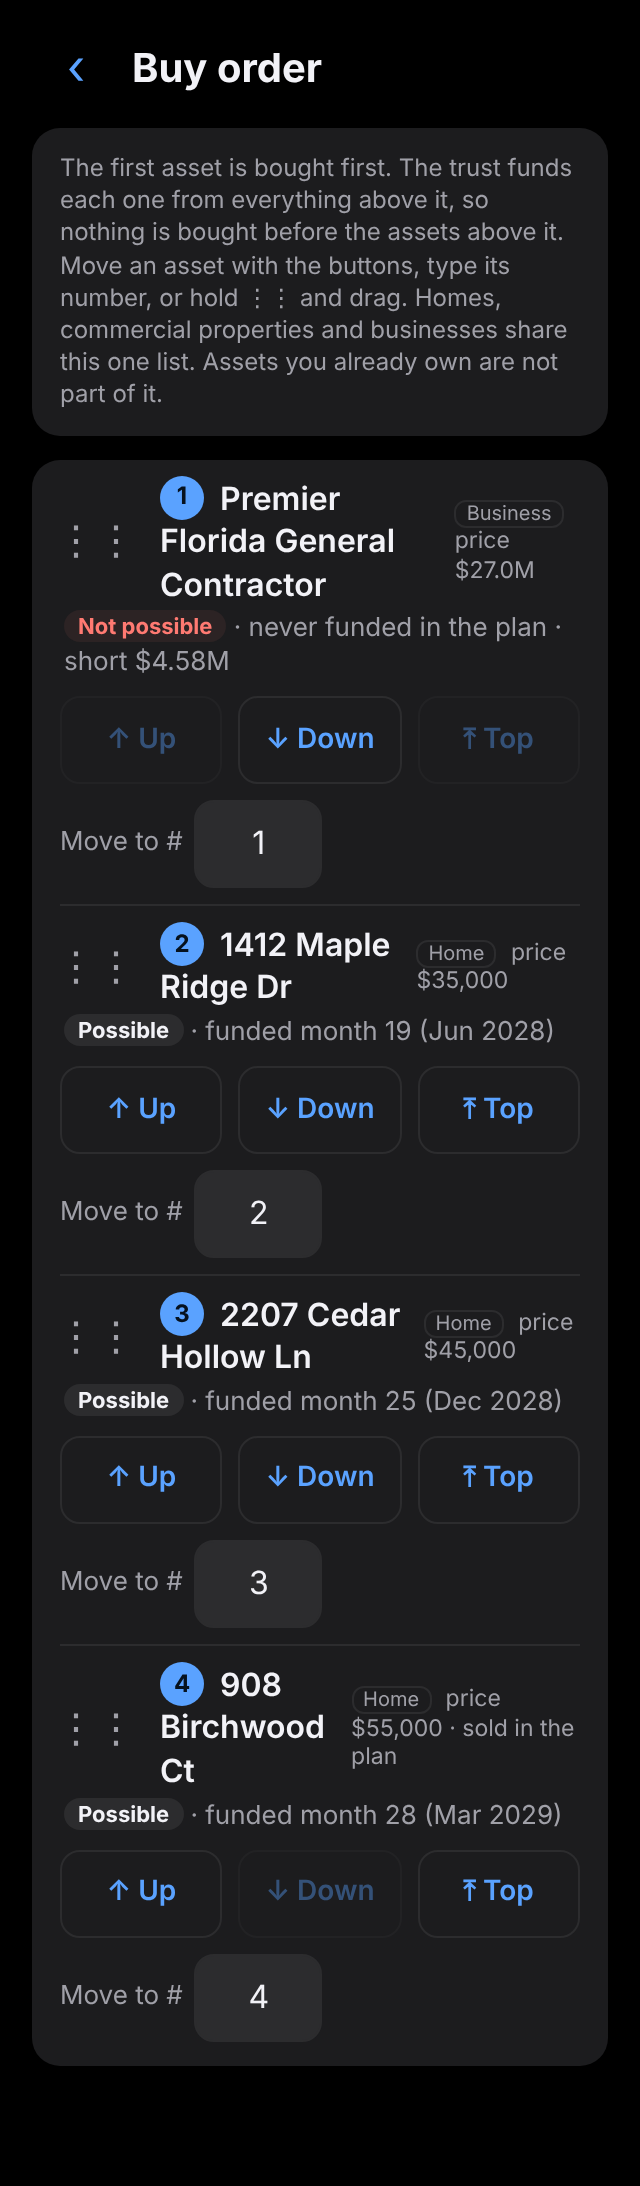 ‹ Buy order
The first asset is bought first. The trust funds
each one from everything above it, so
nothing is bought before the assets above it.
Move an asset with the buttons, type its
number, or hold ⋮⋮ and drag. Homes,
commercial properties and businesses share
this one list. Assets you already own are not
part of it.
⋮⋮ 1 Premier
Florida General
Contractor
Business
price
$27.0M
Not possible · never funded in the plan ·
short $4.58M
↑ Up ↓ Down ⤒ Top
Move to # 1
⋮⋮ 2 1412 Maple
Ridge Dr
Home price
$35,000
Possible · funded month 19 (Jun 2028)
↑ Up ↓ Down ⤒ Top
Move to # 2
⋮⋮ 3 2207 Cedar
Hollow Ln
Home price
$45,000
Possible · funded month 25 (Dec 2028)
↑ Up ↓ Down ⤒ Top
Move to # 3
⋮⋮ 4 908
Birchwood
Ct
Home price
$55,000 · sold in the
plan
Possible · funded month 28 (Mar 2029)
↑ Up ↓ Down ⤒ Top
Move to # 4